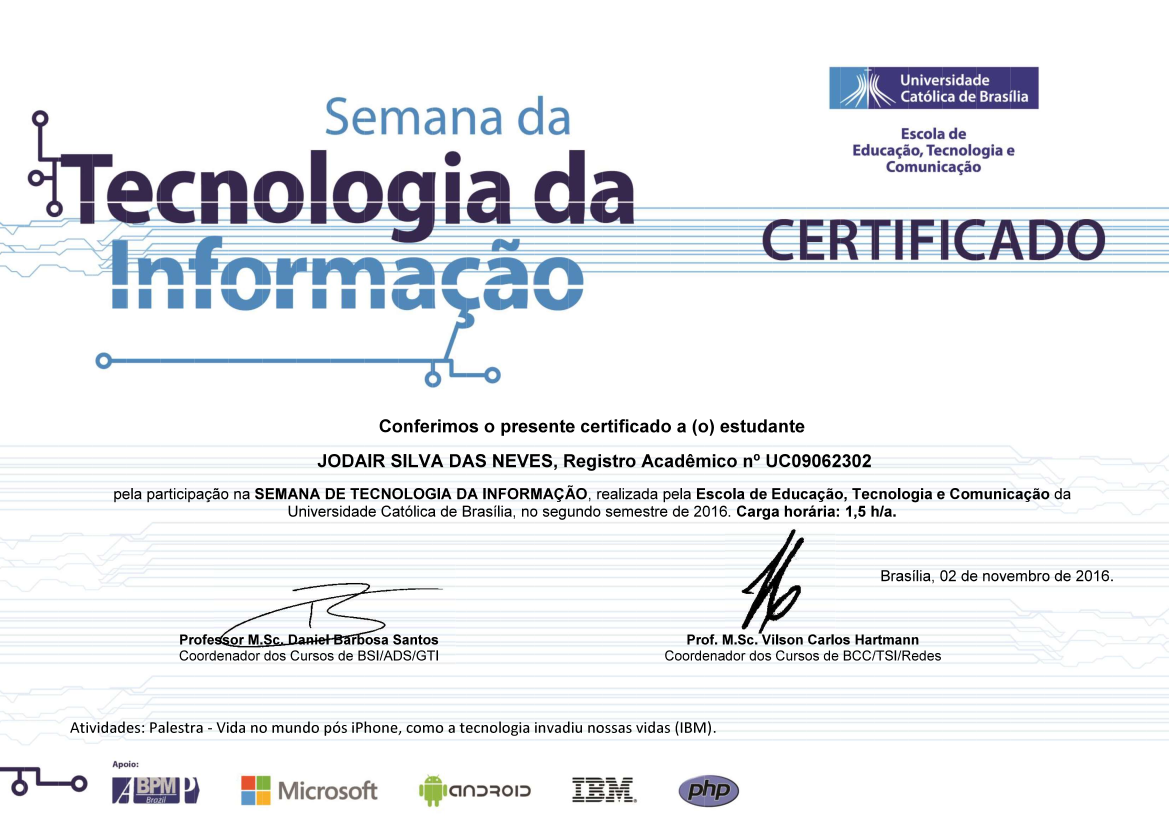 Semana da
Tecnologia da
Informação
Universidade
Católica de Brasília
Escola de
Educação, Tecnologia e
Comunicação
CERTIFICADO
Conferimos o presente certificado a (o) estudante
JODAIR SILVA DAS NEVES, Registro Acadêmico nº UC09062302
pela participação na SEMANA DE TECNOLOGIA DA INFORMAÇÃO, realizada pela Escola de Educação, Tecnologia e Comunicação da
Universidade Católica de Brasília, no segundo semestre de 2016. Carga horária: 1,5 h/a.
Brasília, 02 de novembro de 2016.
Professor M.Sc. Daniel Barbosa Santos
Coordenador dos Cursos de BSI/ADS/GTI
Prof. M.Sc. Vilson Carlos Hartmann
Coordenador dos Cursos de BCC/TSI/Redes
Atividades: Palestra - Vida no mundo pós iPhone, como a tecnologia invadiu nossas vidas (IBM).
Apoio:
ABPMP
Brazil
Microsoft
ANDROID
IBM
php